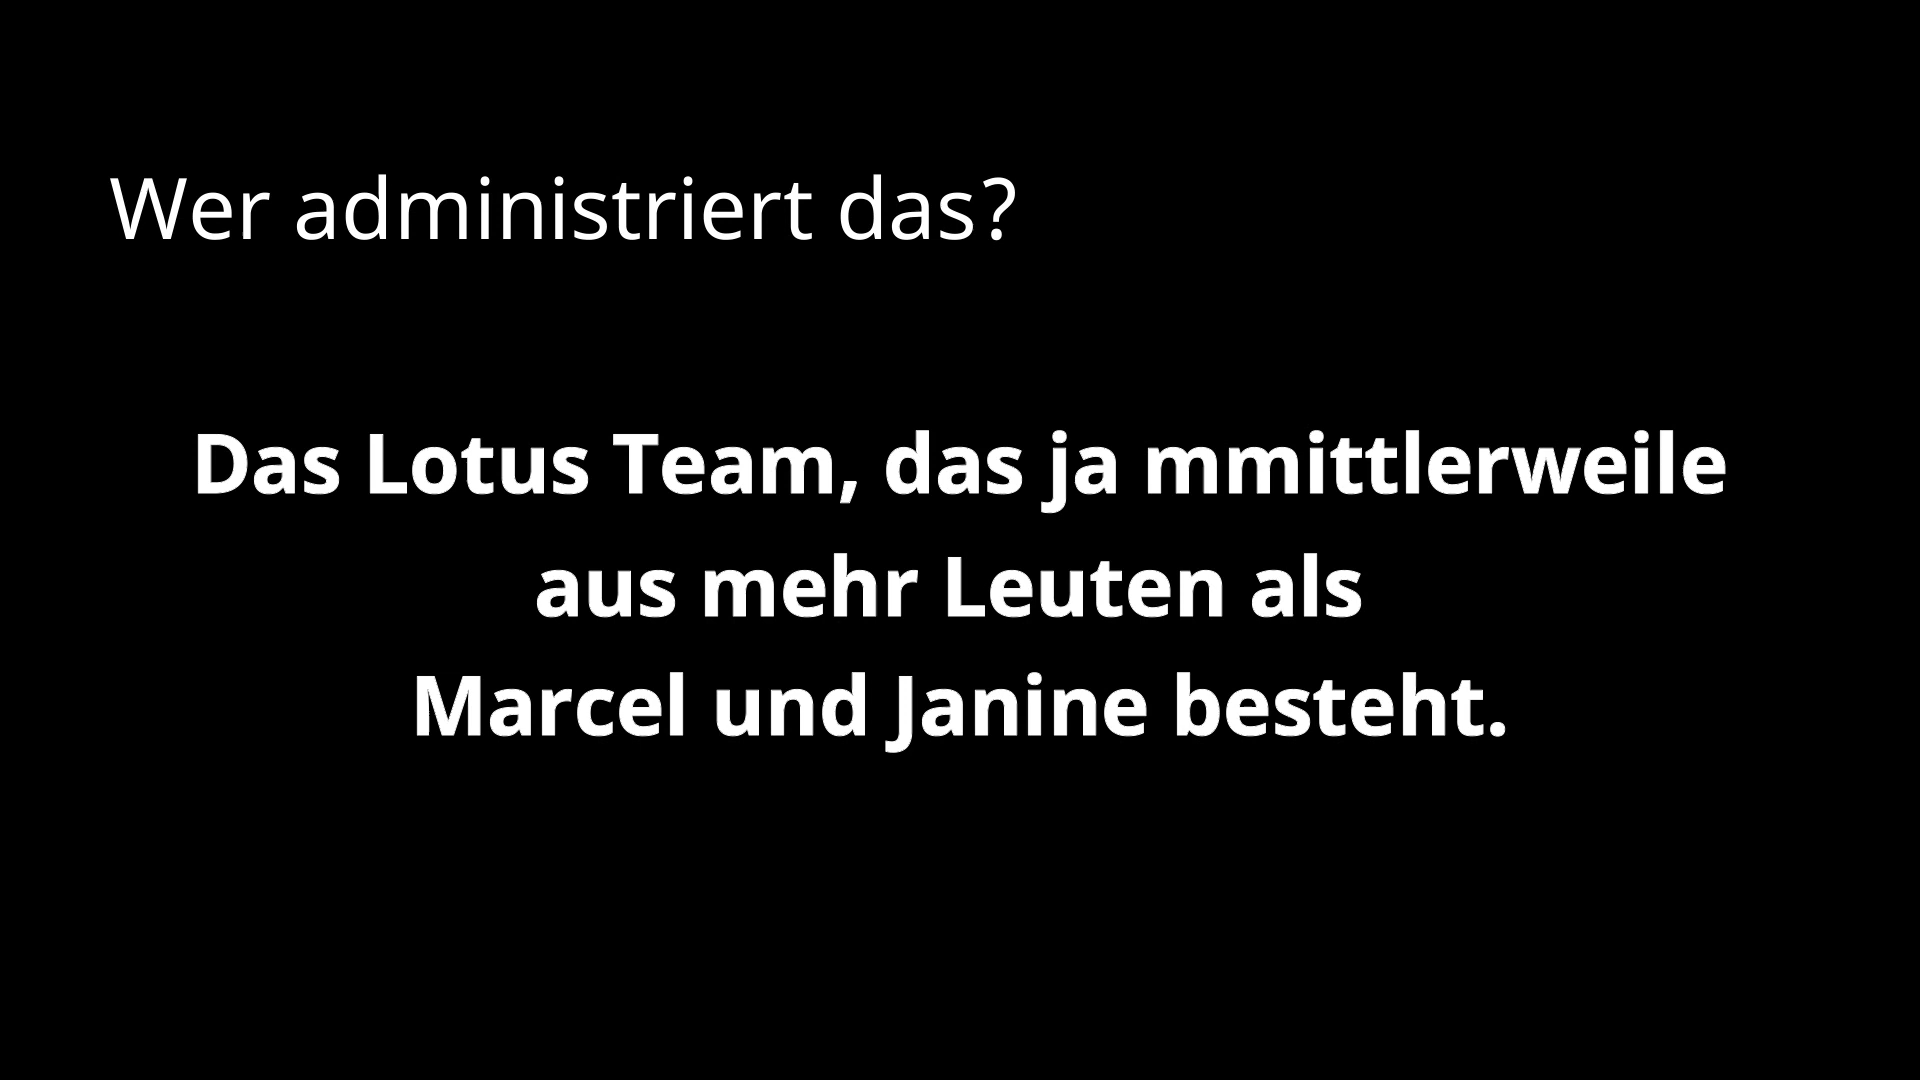 Wer administriert das?
Das Lotus Team, das ja mmittlerweile
aus mehr Leuten als
Marcel und Janine besteht.